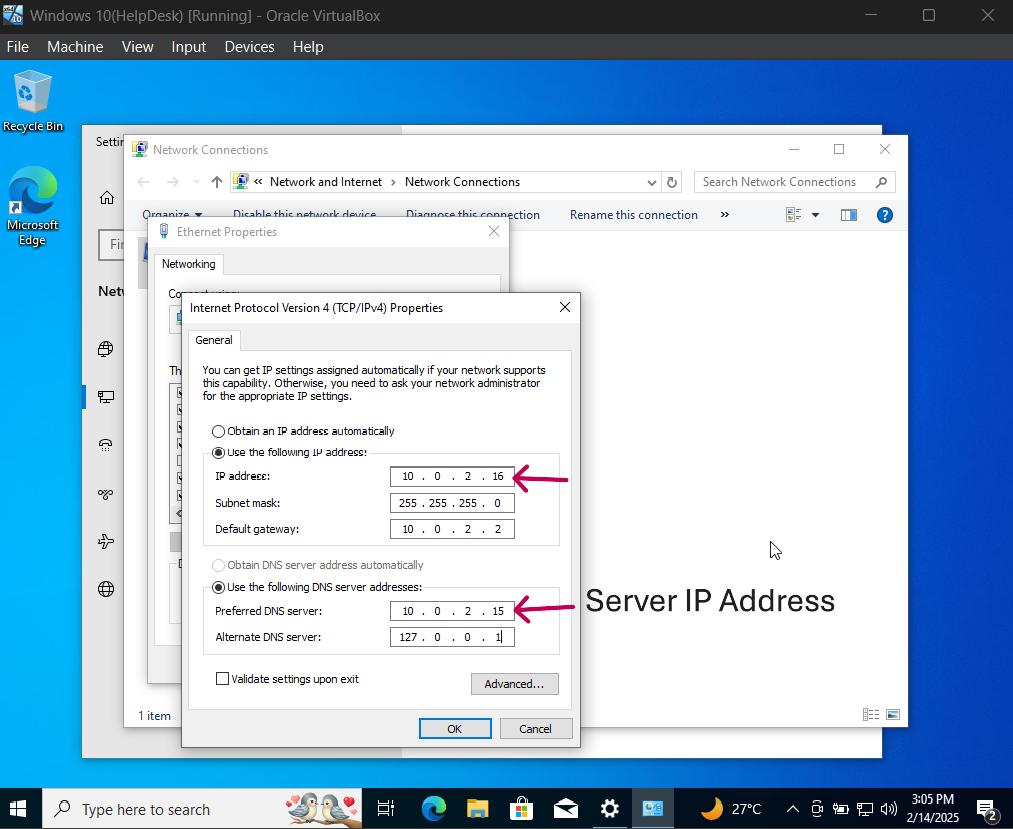 Windows 10(HelpDesk) [Running] - Oracle VirtualBox
File Machine View Input Devices Help
Recycle Bin
Microsoft
Edge
Network Connections
« Network and Internet › Network Connections
Search Network Connections
Organize Disable this network device Diagnose this connection Rename this connection »
Ethernet Properties
Networking
Internet Protocol Version 4 (TCP/IPv4) Properties
General
You can get IP settings assigned automatically if your network supports
this capability. Otherwise, you need to ask your network administrator
for the appropriate IP settings.
Obtain an IP address automatically
Use the following IP address:
IP address: 10 . 0 . 2 . 16
Subnet mask: 255 . 255 . 255 . 0
Default gateway: 10 . 0 . 2 . 2
Obtain DNS server address automatically
Use the following DNS server addresses:
Preferred DNS server: 10 . 0 . 2 . 15
Alternate DNS server: 127 . 0 . 0 . 1
Server IP Address
Validate settings upon exit
Advanced...
OK Cancel
1 item
Type here to search
27°C
3:05 PM
2/14/2025
2